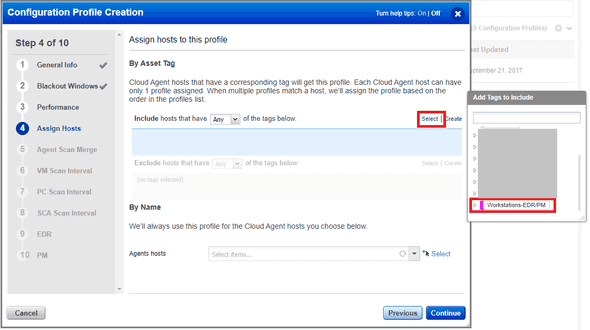 Configuration Profile Creation
Turn help tips: On | Off
Step 4 of 10
1 General Info
2 Blackout Windows
3 Performance
4 Assign Hosts
5 Agent Scan Merge
6 VM Scan Interval
7 PC Scan Interval
8 SCA Scan Interval
9 EDR
10 PM
Assign hosts to this profile
By Asset Tag
Cloud Agent hosts that have a corresponding tag will get this profile. Each Cloud Agent host can have
only 1 profile assigned. When multiple profiles match a host, we'll assign the profile based on the
order in the profiles list.
Include hosts that have Any of the tags below.
Select | Create
Exclude hosts that have Any of the tags below.
Select | Create
(no tags selected)
By Name
We'll always use this profile for the Cloud Agent hosts you choose below.
Agents hosts
Select items...
Select
Cancel
Previous
Continue
Configuration Profiles)
Updated
September 21, 2017
Add Tags to Include
Workstations-EDR/PM